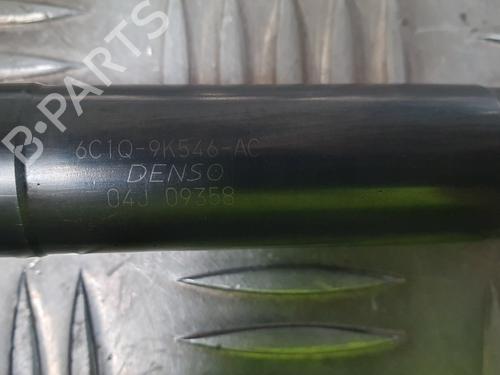 B-PARTS
6C1Q-9K546-AC
DENSO
04J 09358